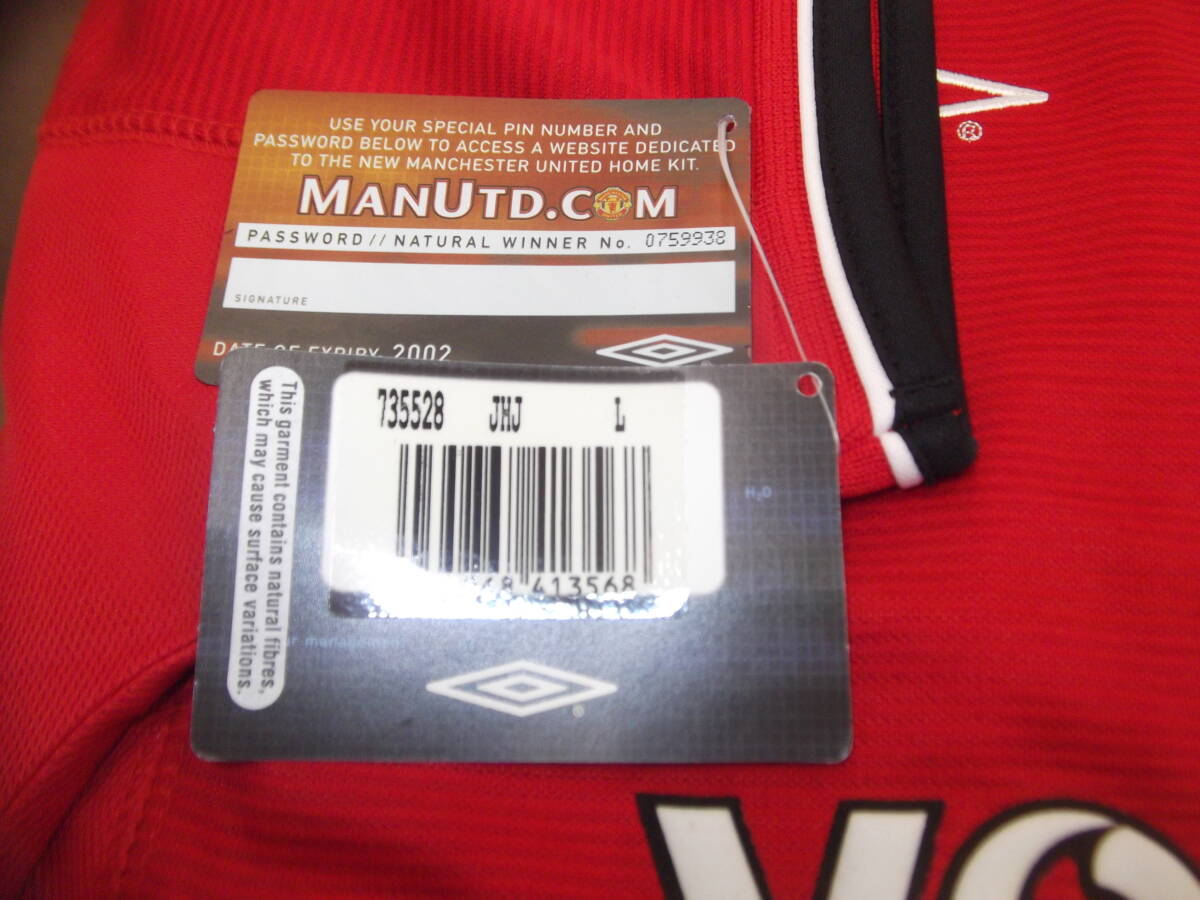 USE YOUR SPECIAL PIN NUMBER AND
PASSWORD BELOW TO ACCESS A WEBSITE DEDICATED
TO THE NEW MANCHESTER UNITED HOME KIT.
MANUTD.COM
PASSWORD // NATURAL WINNER No. 0759938
SIGNATURE
DATE OF EXPIRY 2002
735528 JHJ L
413568
This garment contains natural fibres,
which may cause surface variations.
H₂O
management
®
®